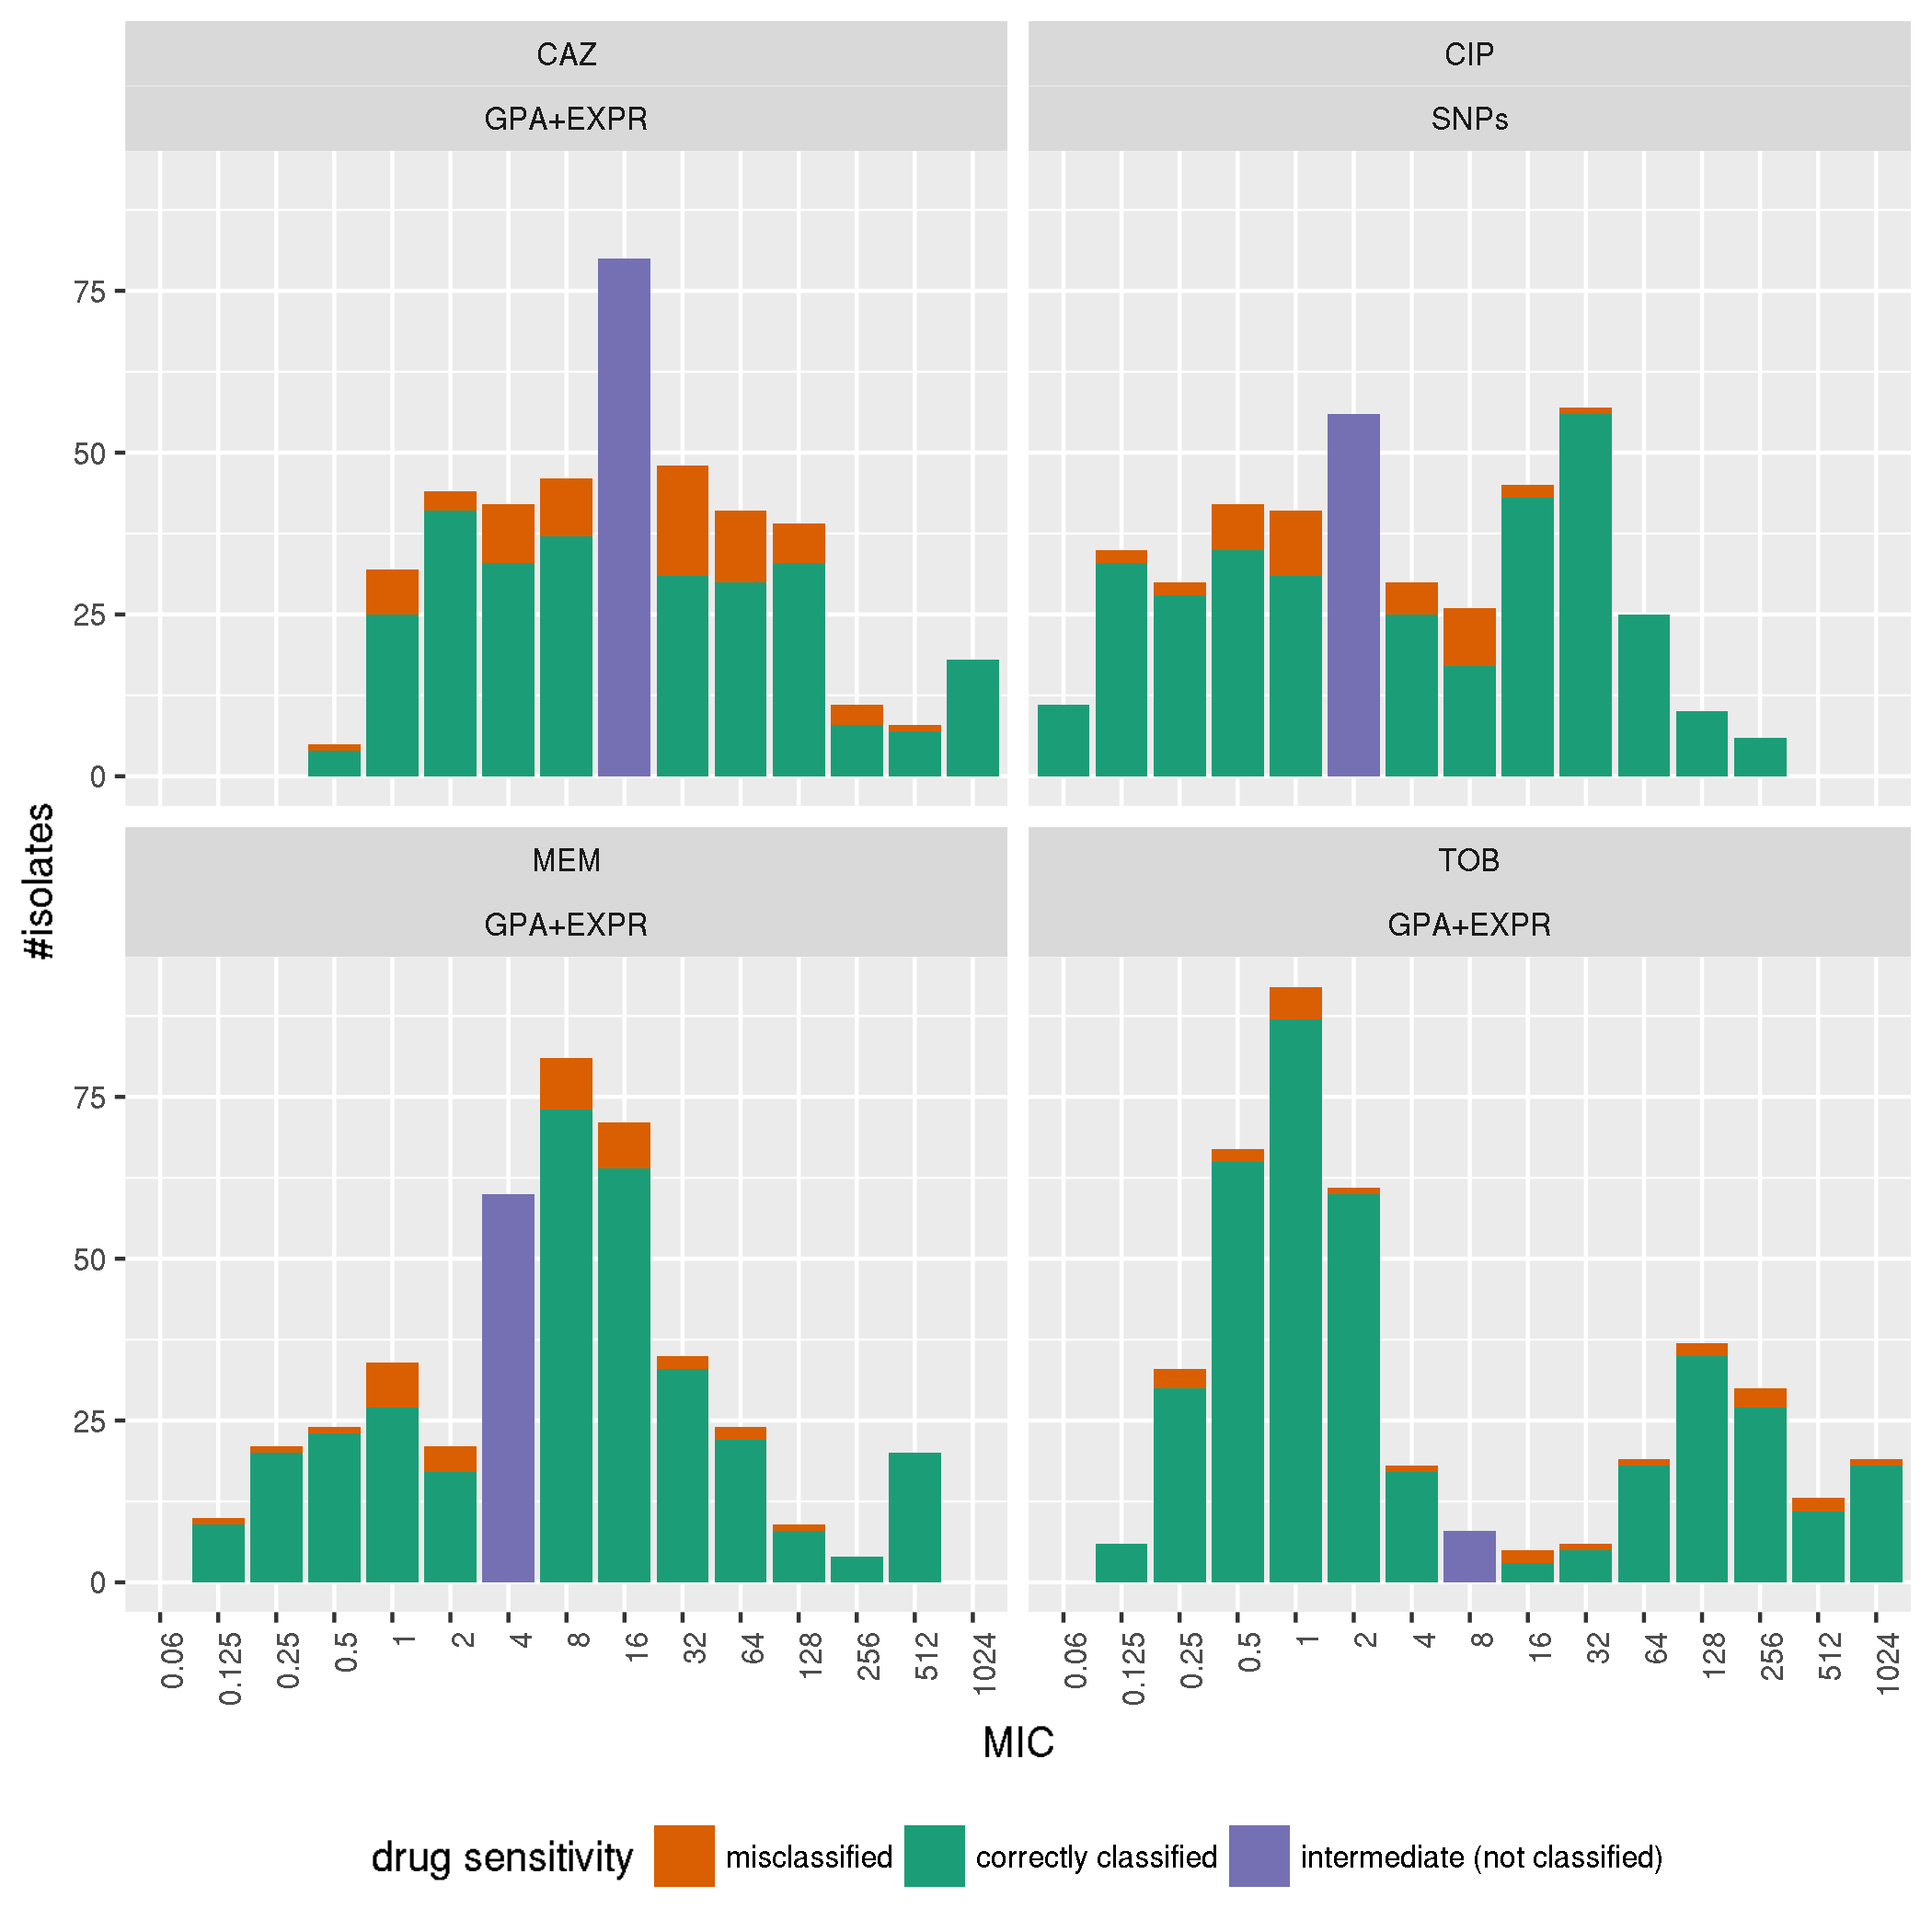 CAZ
CIP
GPA+EXPR
SNPs
75
50
25
0
MEM
TOB
GPA+EXPR
GPA+EXPR
75
50
25
0
#isolates
0.06 0.125 0.25 0.5 1 2 4 8 16 32 64 128 256 512 1024
0.06 0.125 0.25 0.5 1 2 4 8 16 32 64 128 256 512 1024
MIC
drug sensitivity misclassified correctly classified intermediate (not classified)